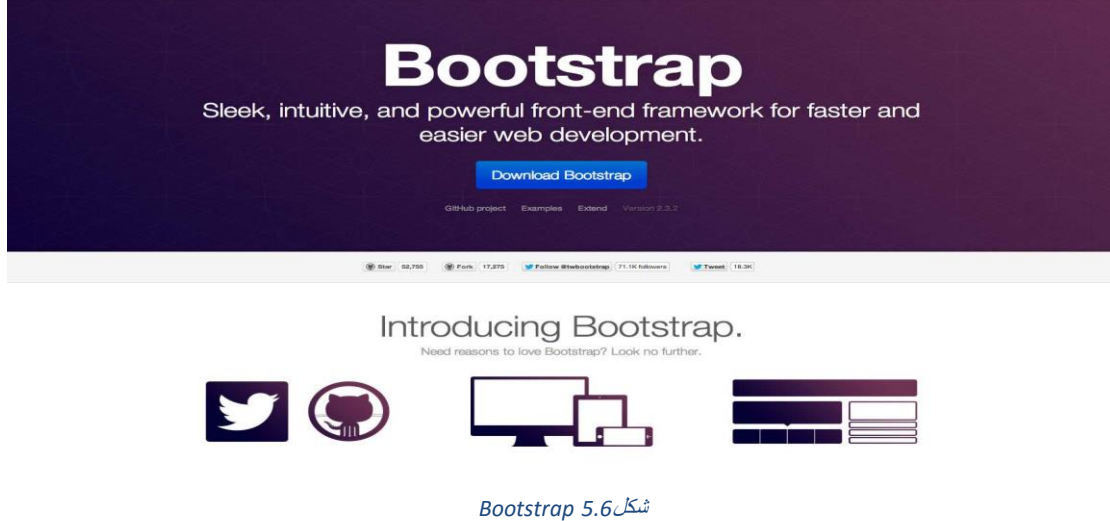 Bootstrap
Sleek, intuitive, and powerful front-end framework for faster and
easier web development.
Download Bootstrap
GitHub project Examples Extend Version 2.3.2
Star 52,755 Fork 17,275 Follow @twbootstrap 71.1K followers Tweet 18.3K
Introducing Bootstrap.
Need reasons to love Bootstrap? Look no further.
شكل5.6 Bootstrap